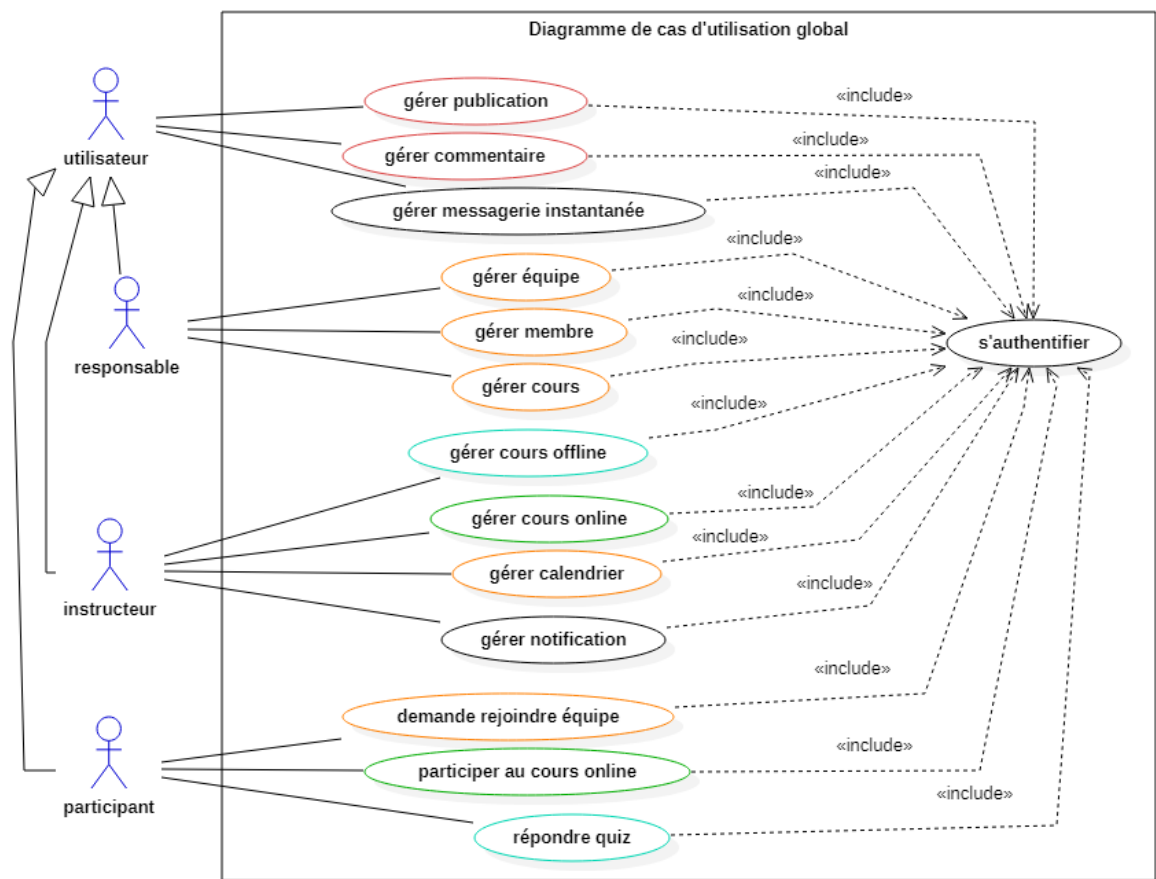 Diagramme de cas d'utilisation global
gérer publication
«include»
utilisateur
gérer commentaire
«include»
gérer messagerie instantanée
«include»
gérer équipe
«include»
responsable
gérer membre
«include»
gérer cours
«include»
s'authentifier
gérer cours offline
«include»
gérer cours online
«include»
instructeur
gérer calendrier
«include»
gérer notification
«include»
demande rejoindre équipe
«include»
participant
participer au cours online
«include»
répondre quiz
«include»